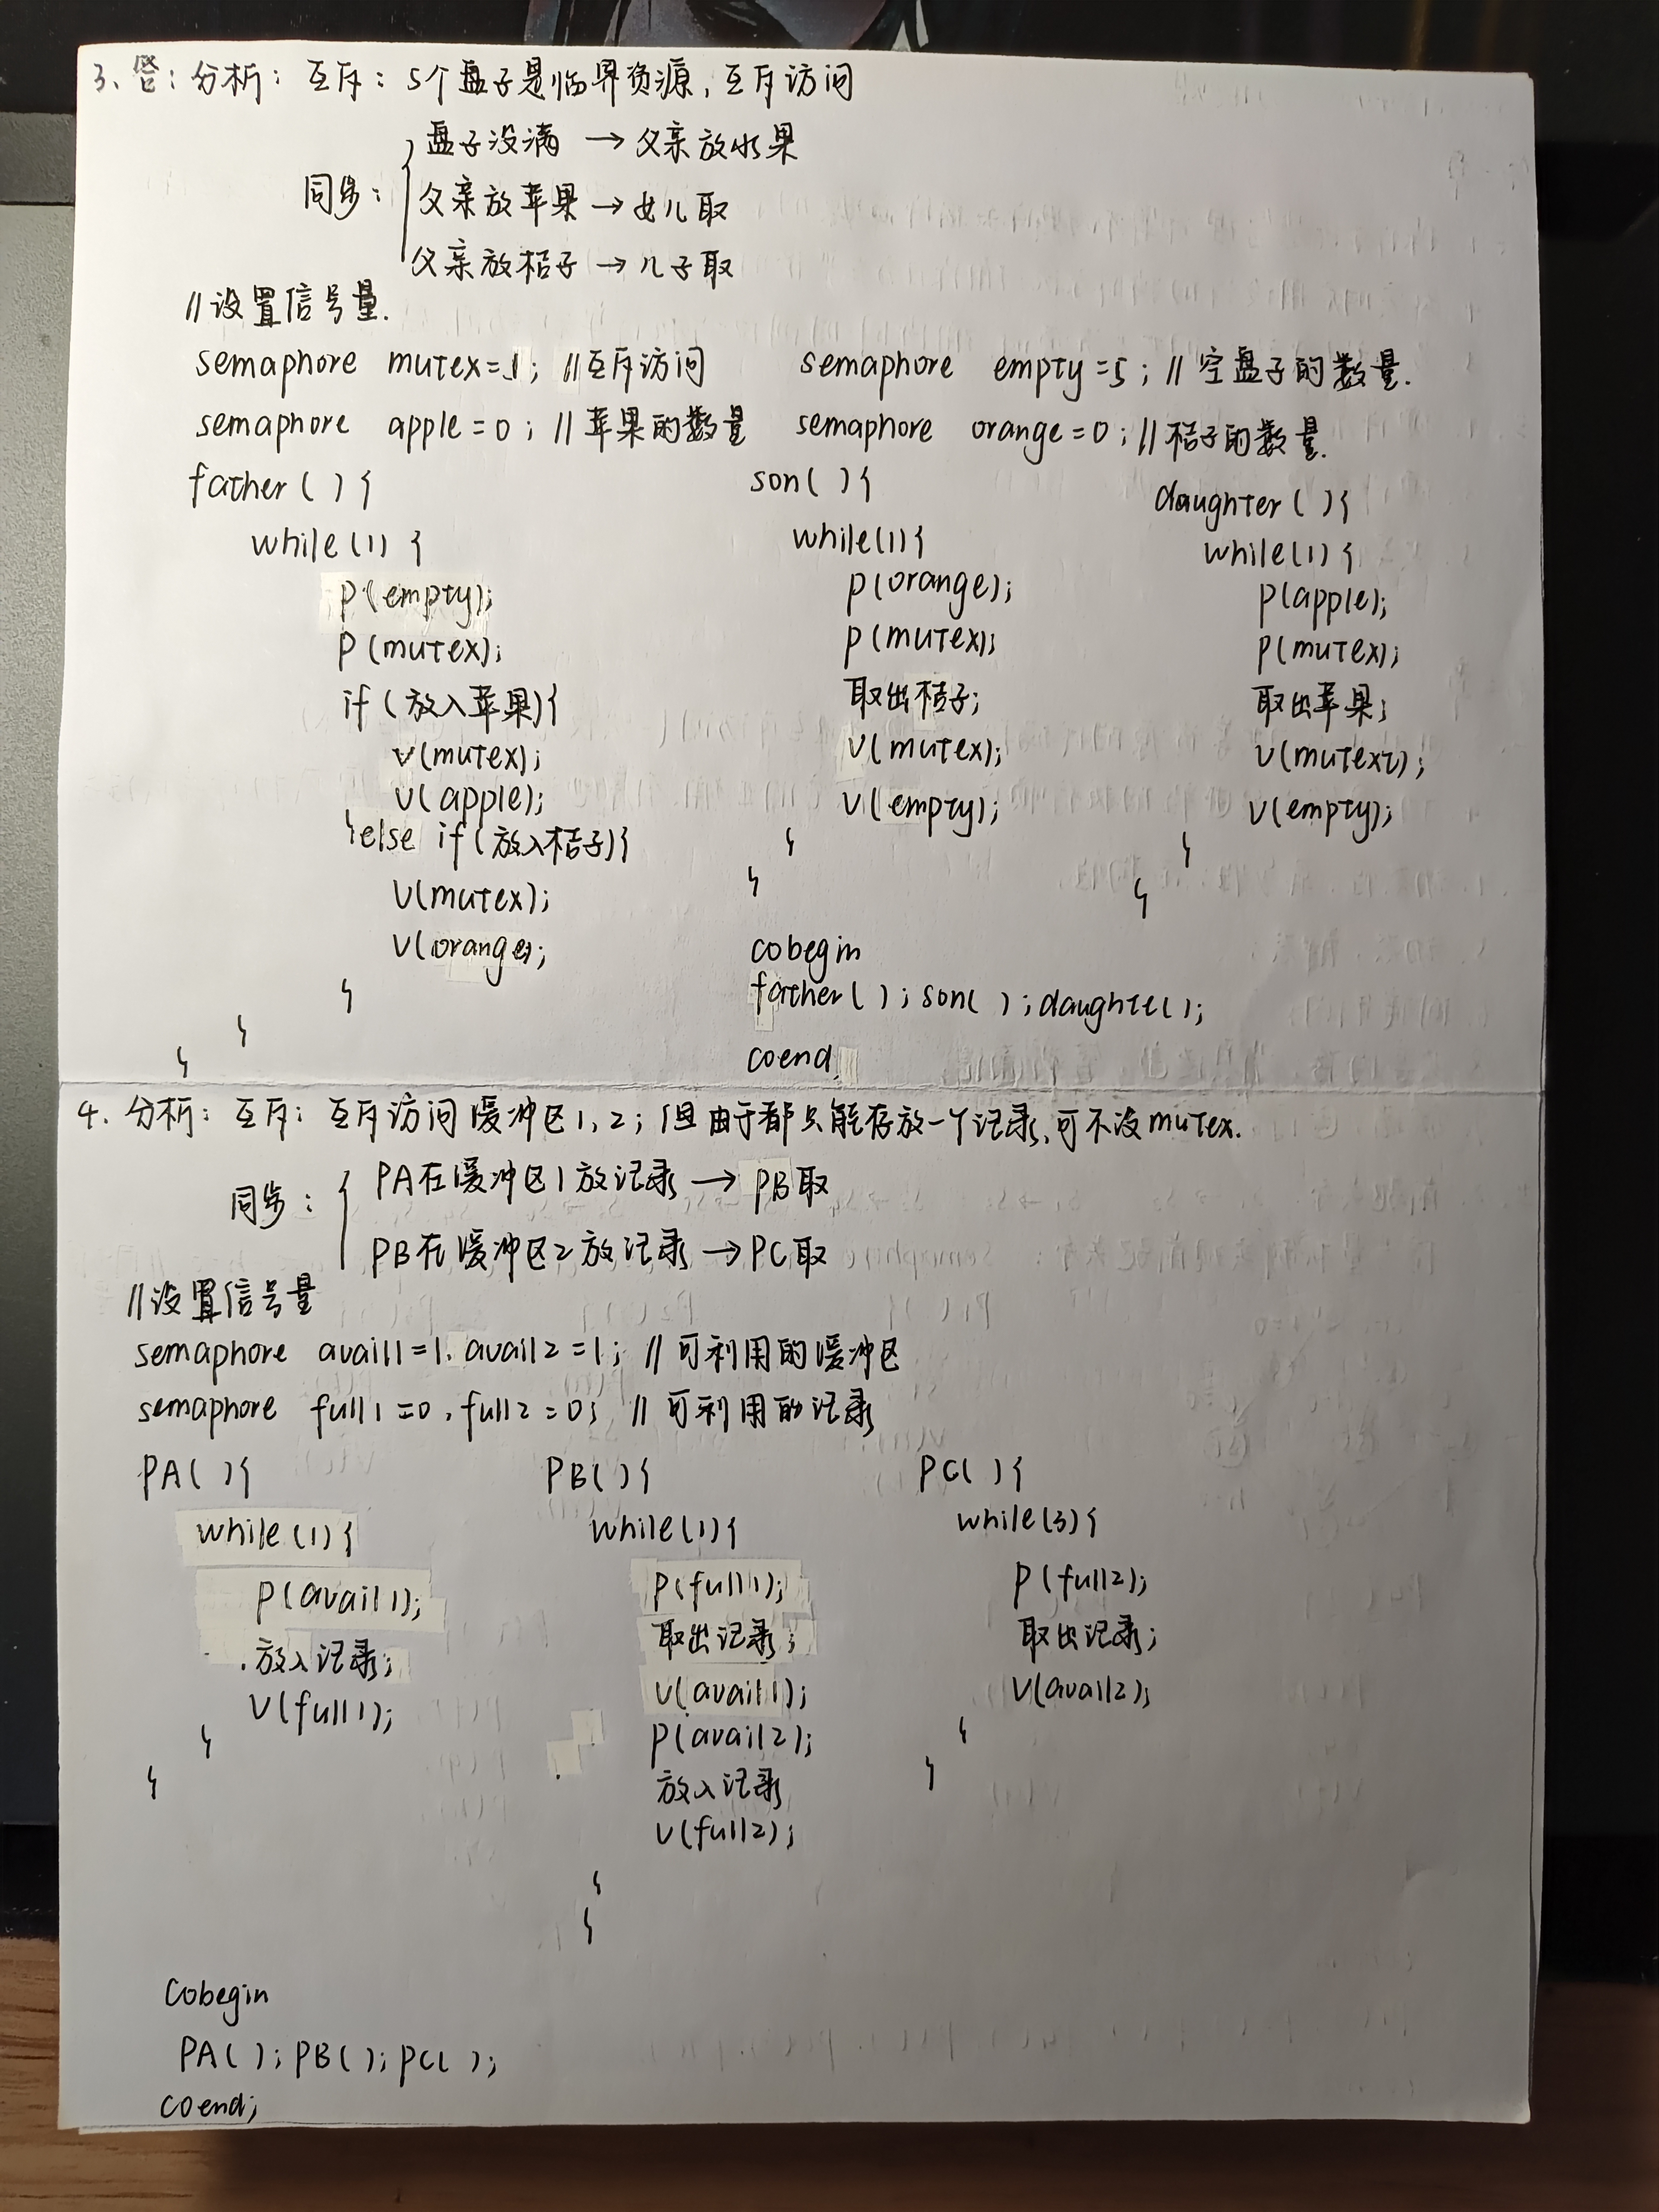 3、答：分析：互斥：5个盘子是临界资源，互斥访问
盘子没满 → 父亲放水果
同步：
父亲放苹果 → 女儿取
父亲放桔子 → 儿子取
//设置信号量.
semaphore mutex=1; //互斥访问 semaphore empty=5; //空盘子的数量.
semaphore apple=0; //苹果的数量 semaphore orange=0; //桔子的数量.
father( ){
while(1) {
p(empty);
p(mutex);
if(放入苹果){
v(mutex);
v(apple);
}else if(放入桔子){
v(mutex);
v(orange);
}
}
}
son( ){
while(1){
p(orange);
p(mutex);
取出桔子;
v(mutex);
v(empty);
}
}
daughter( ){
while(1){
p(apple);
p(mutex);
取出苹果;
v(mutext);
v(empty);
}
}
cobegin
father( ); son( ); daughte( );
coend
4. 分析：互斥：互斥访问缓冲区1, 2; 但由于都只能存放一个记录,可不设mutex.
PA在缓冲区1放记录 → PB取
同步：
PB在缓冲区2放记录 → PC取
//设置信号量
semaphore avail1=1, avail2=1; //可利用的缓冲区
semaphore full1=0, full2=0; //可利用的记录
PA( ){
while(1){
p(avail1);
放入记录;
v(full1);
}
}
PB( ){
while(1){
p(full1);
取出记录;
v(avail1);
p(avail2);
放入记录
v(full2);
}
}
PC( ){
while(3){
p(full2);
取出记录;
v(avail2);
}
}
cobegin
PA( ); PB( ); PC( );
coend;